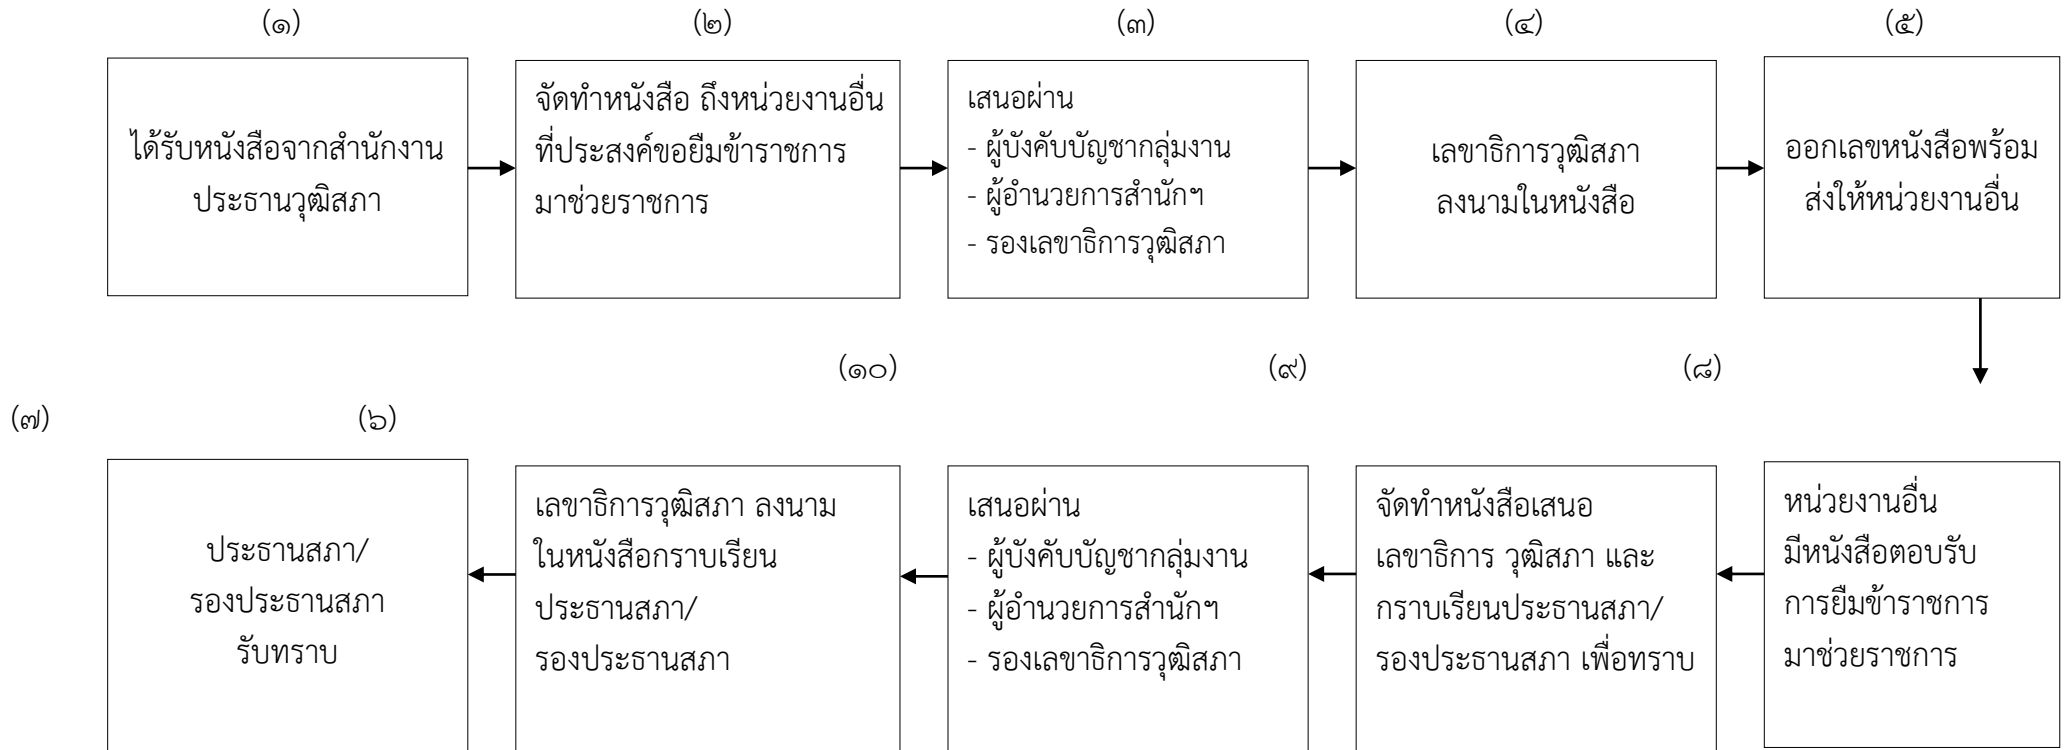 (๑)
(๒)
(๓)
(๔)
(๕)
ได้รับหนังสือจากสำนักงาน
ประธานวุฒิสภา
จัดทำหนังสือ ถึงหน่วยงานอื่น
ที่ประสงค์ขอยืมข้าราชการ
มาช่วยราชการ
เสนอผ่าน
- ผู้บังคับบัญชากลุ่มงาน
- ผู้อำนวยการสำนักฯ
- รองเลขาธิการวุฒิสภา
เลขาธิการวุฒิสภา
ลงนามในหนังสือ
ออกเลขหนังสือพร้อม
ส่งให้หน่วยงานอื่น
(๑๐)
(๙)
(๘)
(๗)
(๖)
ประธานสภา/
รองประธานสภา
รับทราบ
เลขาธิการวุฒิสภา ลงนาม
ในหนังสือกราบเรียน
ประธานสภา/
รองประธานสภา
เสนอผ่าน
- ผู้บังคับบัญชากลุ่มงาน
- ผู้อำนวยการสำนักฯ
- รองเลขาธิการวุฒิสภา
จัดทำหนังสือเสนอ
เลขาธิการ วุฒิสภา และ
กราบเรียนประธานสภา/
รองประธานสภา เพื่อทราบ
หน่วยงานอื่น
มีหนังสือตอบรับ
การยืมข้าราชการ
มาช่วยราชการ